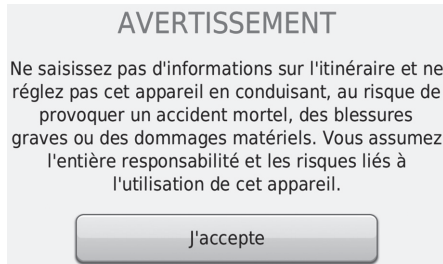 AVERTISSEMENT
Ne saisissez pas d'informations sur l'itinéraire et ne
réglez pas cet appareil en conduisant, au risque de
provoquer un accident mortel, des blessures
graves ou des dommages matériels. Vous assumez
l'entière responsabilité et les risques liés à
l'utilisation de cet appareil.
J'accepte